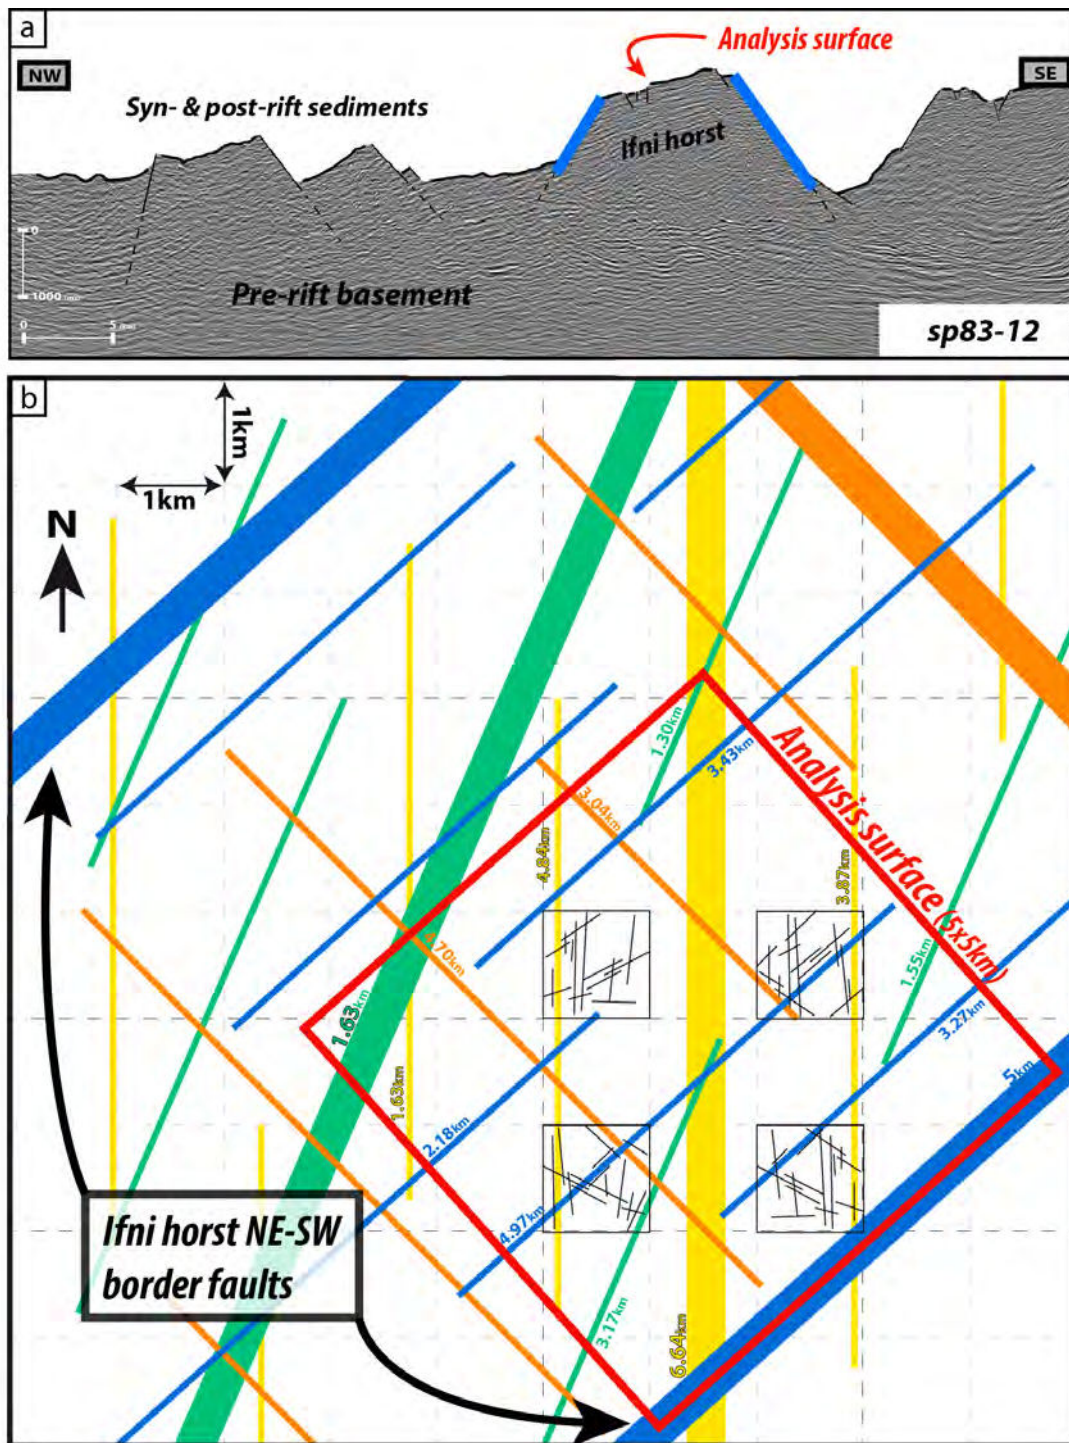 a
Analysis surface
NW
SE
Syn- & post-rift sediments
Ifni horst
0
1000 (ms)
Pre-rift basement
0 5 (km)
sp83-12
b
1km
1km
N
1.30km
3.43km
Analysis surface (5x5km)
3.04km
4.84km
3.87km
4.70km
1.55km
1.63km
3.27km
1.63km
5km
2.18km
4.97km
3.17km
6.64km
Ifni horst NE-SW
border faults